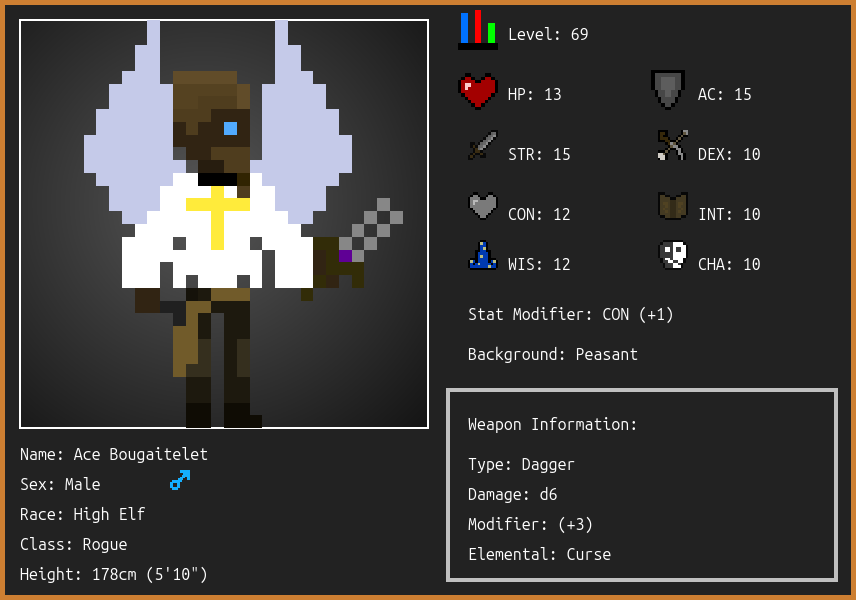 Level: 69
HP: 13
AC: 15
STR: 15
DEX: 10
CON: 12
INT: 10
WIS: 12
CHA: 10
Stat Modifier: CON (+1)
Background: Peasant
Weapon Information:
Type: Dagger
Damage: d6
Modifier: (+3)
Elemental: Curse
Name: Ace Bougaitelet
Sex: Male
Race: High Elf
Class: Rogue
Height: 178cm (5'10")